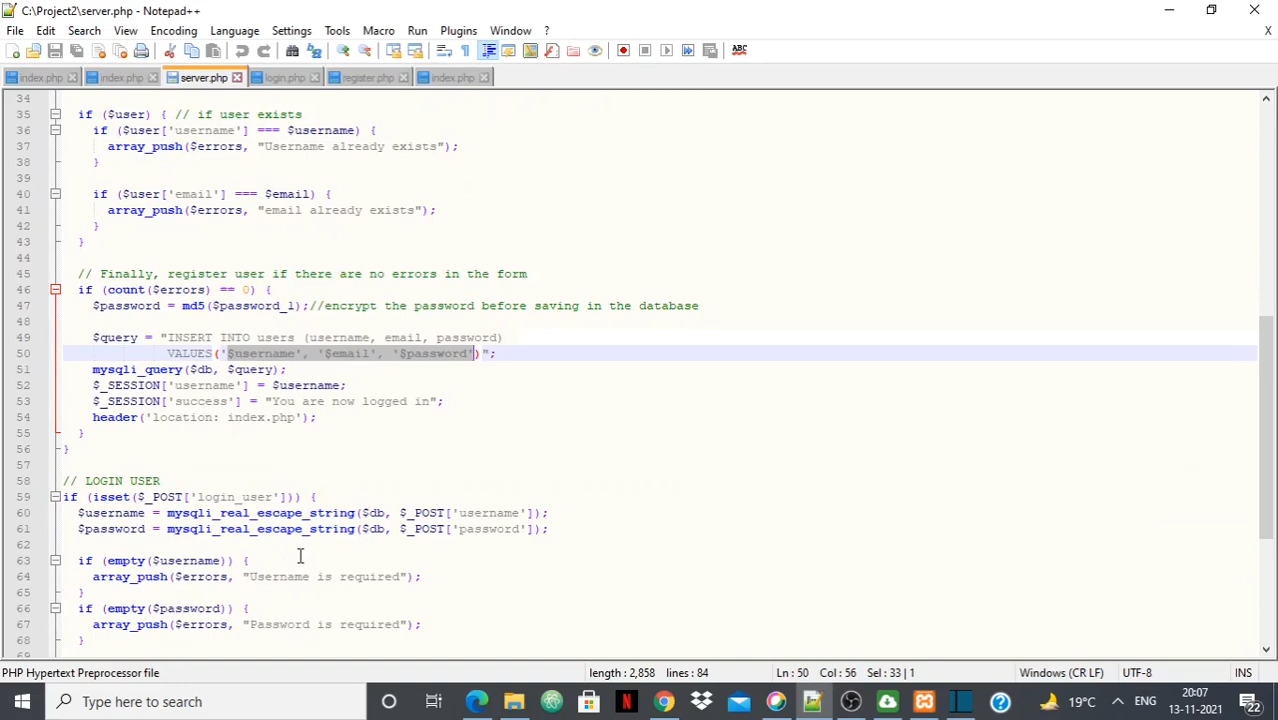 C:\Project2\server.php - Notepad++
File Edit Search View Encoding Language Settings Tools Macro Run Plugins Window ? X
index.php index.php server.php login.php register.php index.php
34
35 if ($user) { // if user exists
36 if ($user['username'] === $username) {
37 array_push($errors, "Username already exists");
38 }
39
40 if ($user['email'] === $email) {
41 array_push($errors, "email already exists");
42 }
43 }
44
45 // Finally, register user if there are no errors in the form
46 if (count($errors) == 0) {
47 $password = md5($password_1);//encrypt the password before saving in the database
48
49 $query = "INSERT INTO users (username, email, password)
50 VALUES('$username', '$email', '$password')";
51 mysqli_query($db, $query);
52 $_SESSION['username'] = $username;
53 $_SESSION['success'] = "You are now logged in";
54 header('location: index.php');
55 }
56 }
57
58 // LOGIN USER
59 if (isset($_POST['login_user'])) {
60 $username = mysqli_real_escape_string($db, $_POST['username']);
61 $password = mysqli_real_escape_string($db, $_POST['password']);
62
63 if (empty($username)) {
64 array_push($errors, "Username is required");
65 }
66 if (empty($password)) {
67 array_push($errors, "Password is required");
68 }
69
PHP Hypertext Preprocessor file length : 2,858 lines : 84 Ln : 50 Col : 56 Sel : 33 | 1 Windows (CR LF) UTF-8 INS
Type here to search 19°C ENG 20:07
13-11-2021 22